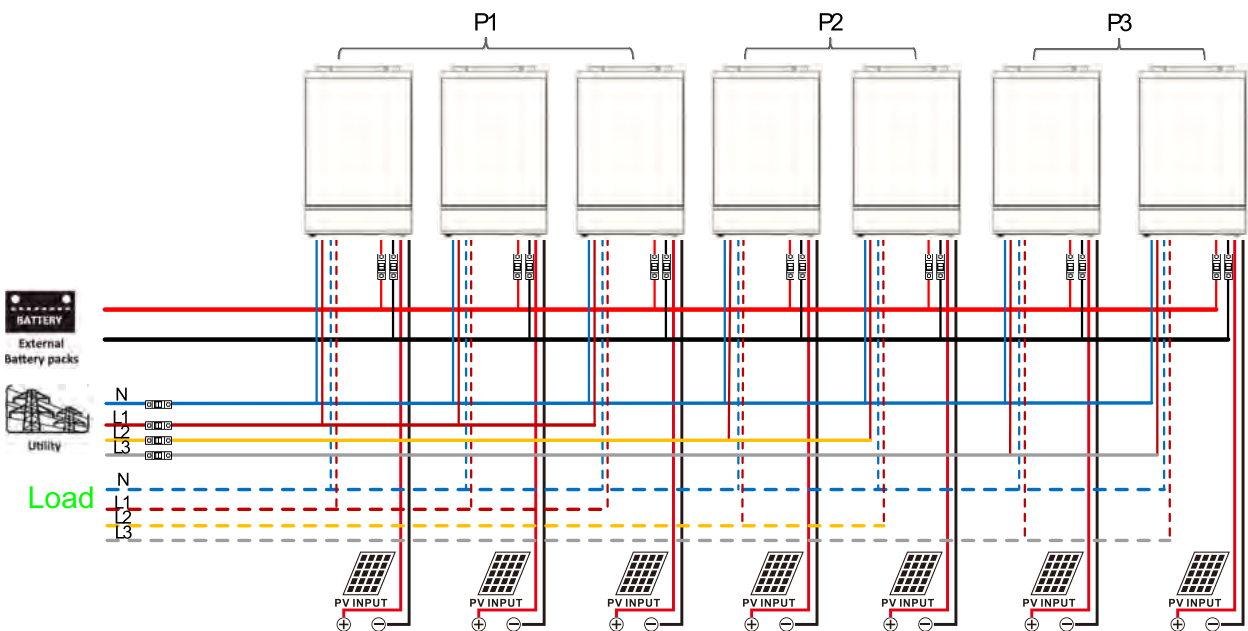 P1
P2
P3
BATTERY
External
Battery packs
Utility
N
L1
L2
L3
Load
N
L1
L2
L3
PV INPUT
PV INPUT
PV INPUT
PV INPUT
PV INPUT
PV INPUT
PV INPUT